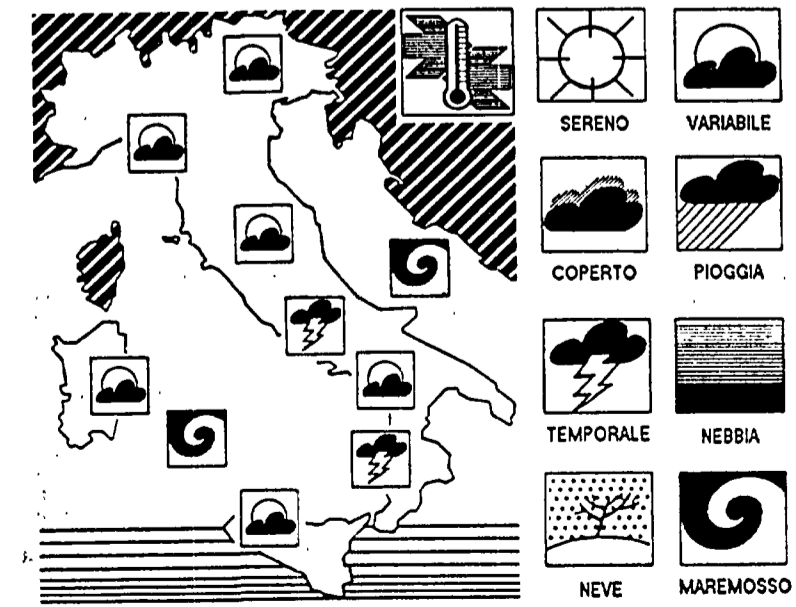 SERENO VARIABILE
COPERTO PIOGGIA
TEMPORALE NEBBIA
NEVE MAREMOSSO